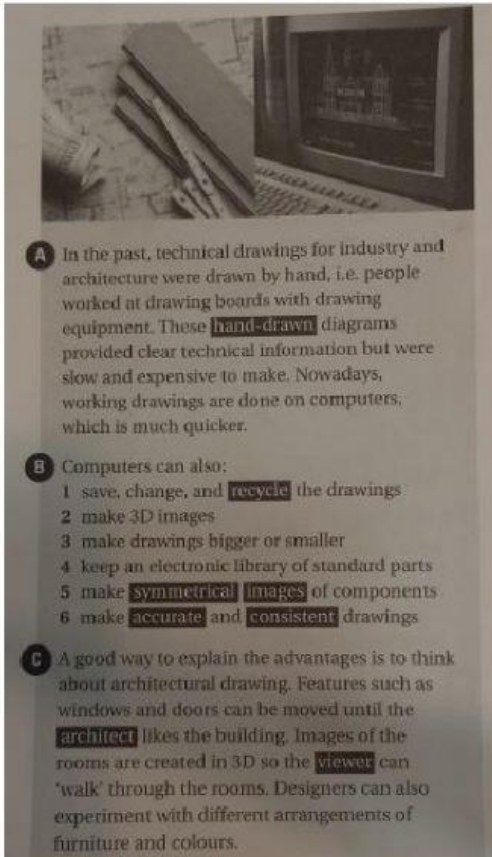 A In the past, technical drawings for industry and
architecture were drawn by hand, i.e. people
worked at drawing boards with drawing
equipment. These hand-drawn diagrams
provided clear technical information but were
slow and expensive to make. Nowadays,
working drawings are done on computers,
which is much quicker.
B Computers can also:
1 save, change, and recycle the drawings
2 make 3D images
3 make drawings bigger or smaller
4 keep an electronic library of standard parts
5 make symmetrical images of components
6 make accurate and consistent drawings
C A good way to explain the advantages is to think
about architectural drawing. Features such as
windows and doors can be moved until the
architect likes the building. Images of the
rooms are created in 3D so the viewer can
'walk' through the rooms. Designers can also
experiment with different arrangements of
furniture and colours.